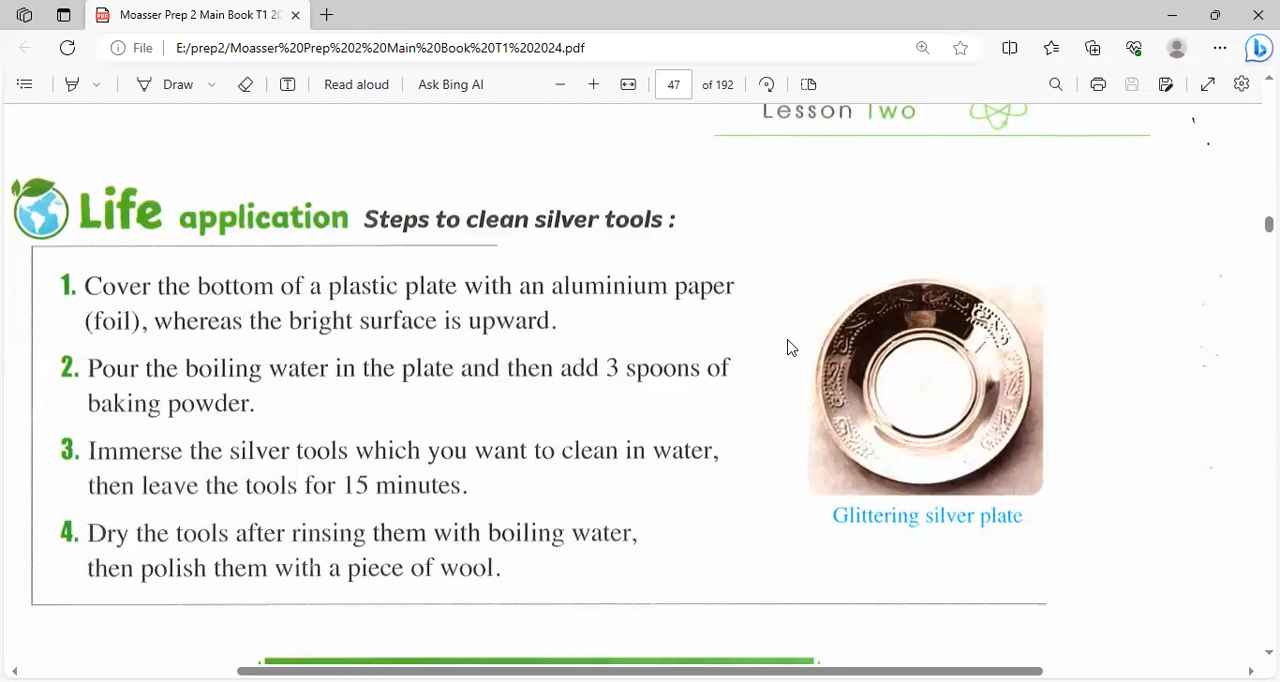 Moasser Prep 2 Main Book T1 20
File E:/prep2/Moasser%20Prep%202%20Main%20Book%20T1%202024.pdf
Draw Read aloud Ask Bing AI 47 of 192
Lesson Two
Life application Steps to clean silver tools :
1. Cover the bottom of a plastic plate with an aluminium paper
(foil), whereas the bright surface is upward.
2. Pour the boiling water in the plate and then add 3 spoons of
baking powder.
3. Immerse the silver tools which you want to clean in water,
then leave the tools for 15 minutes.
4. Dry the tools after rinsing them with boiling water,
then polish them with a piece of wool.
Glittering silver plate